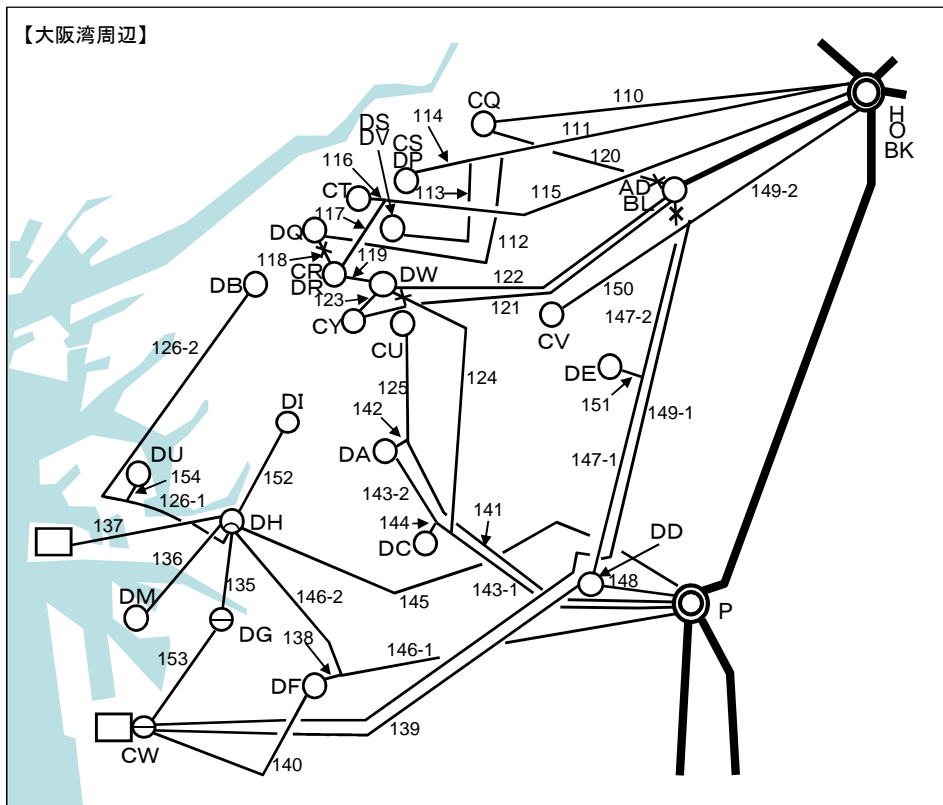 【大阪湾周辺】
CQ
110
H
O
BK
114
111
DS
DV
CS
DP
120
116
113
115
AD
BL
149-2
CT
117
DQ
112
118
119
CR
DR
DW
122
DB
123
121
150
CY
CU
CV
147-2
126-2
124
DE
125
151
149-1
DI
142
DA
147-1
DU
152
154
143-2
141
126-1
137
DH
144
DC
DD
136
135
146-2
145
143-1
148
DM
P
DG
138
146-1
153
DF
139
CW
140